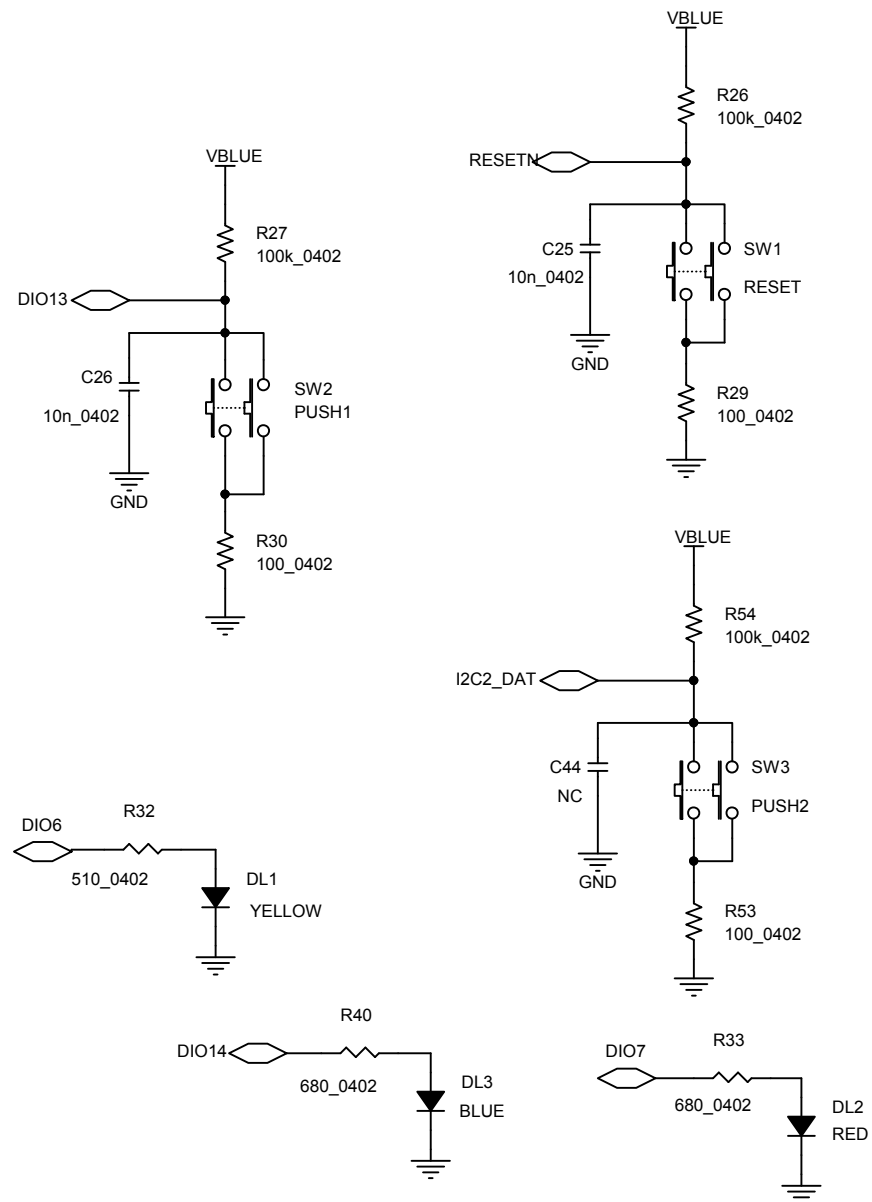 VBLUE
R26
100k_0402
RESETN
C25
10n_0402
SW1
RESET
GND
R29
100_0402
VBLUE
R27
100k_0402
DIO13
C26
10n_0402
SW2
PUSH1
GND
R30
100_0402
VBLUE
R54
100k_0402
I2C2_DAT
C44
NC
SW3
PUSH2
GND
R53
100_0402
DIO6
R32
510_0402
DL1
YELLOW
DIO14
R40
680_0402
DL3
BLUE
DIO7
R33
680_0402
DL2
RED